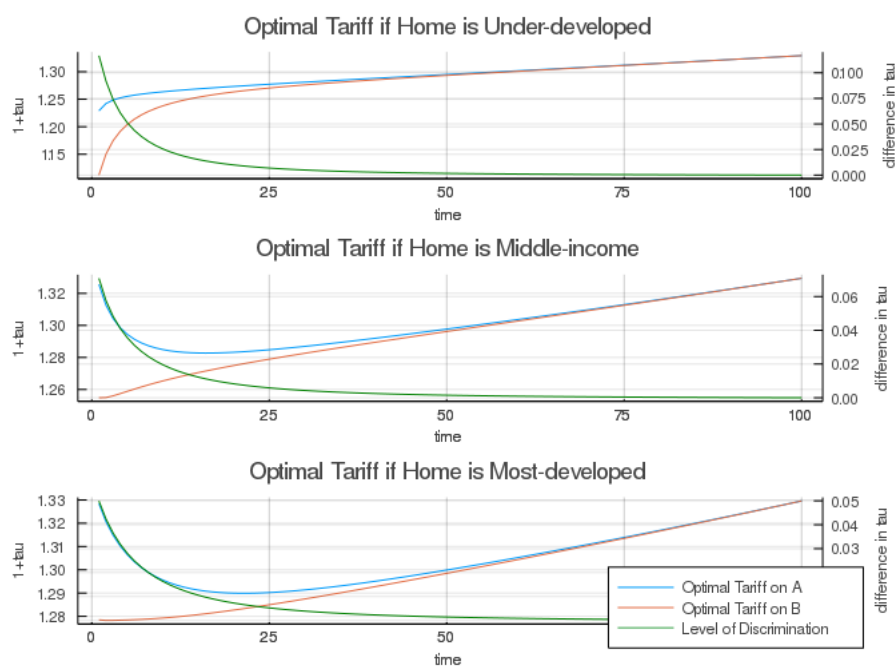 Optimal Tariff if Home is Under-developed
1+tau
1.30
1.25
1.20
1.15
0.100
0.075
0.050
0.025
0.000
difference in tau
0
25
50
75
100
time
Optimal Tariff if Home is Middle-income
1+tau
1.32
1.30
1.28
1.26
0.06
0.04
0.02
0.00
difference in tau
0
25
50
75
100
time
Optimal Tariff if Home is Most-developed
1+tau
1.33
1.32
1.31
1.30
1.29
1.28
0.05
0.04
0.03
difference in tau
Optimal Tariff on A
Optimal Tariff on B
Level of Discrimination
0
25
50
time